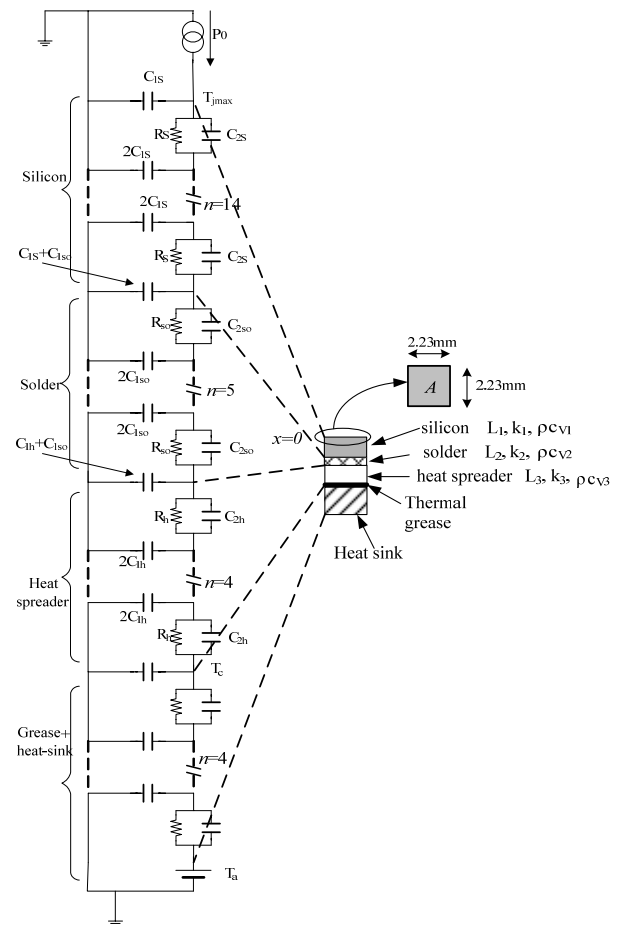 P0
C1S
Tjmax
RS
C2S
2C1S
Silicon
n=14
2C1S
C1S+C1so
RS
C2S
Rso
C2so
2C1so
n=5
Solder
2C1so
Rso
C2so
C1h+C1so
Rh
C2h
2C1h
n=4
Heat
spreader
2C1h
Rh
C2h
Tc
Grease+
heat-sink
n=4
Ta
2.23mm
A
2.23mm
x=0
silicon L1, k1, ρcV1
solder L2, k2, ρcV2
heat spreader L3, k3, ρcV3
Thermal
grease
Heat sink